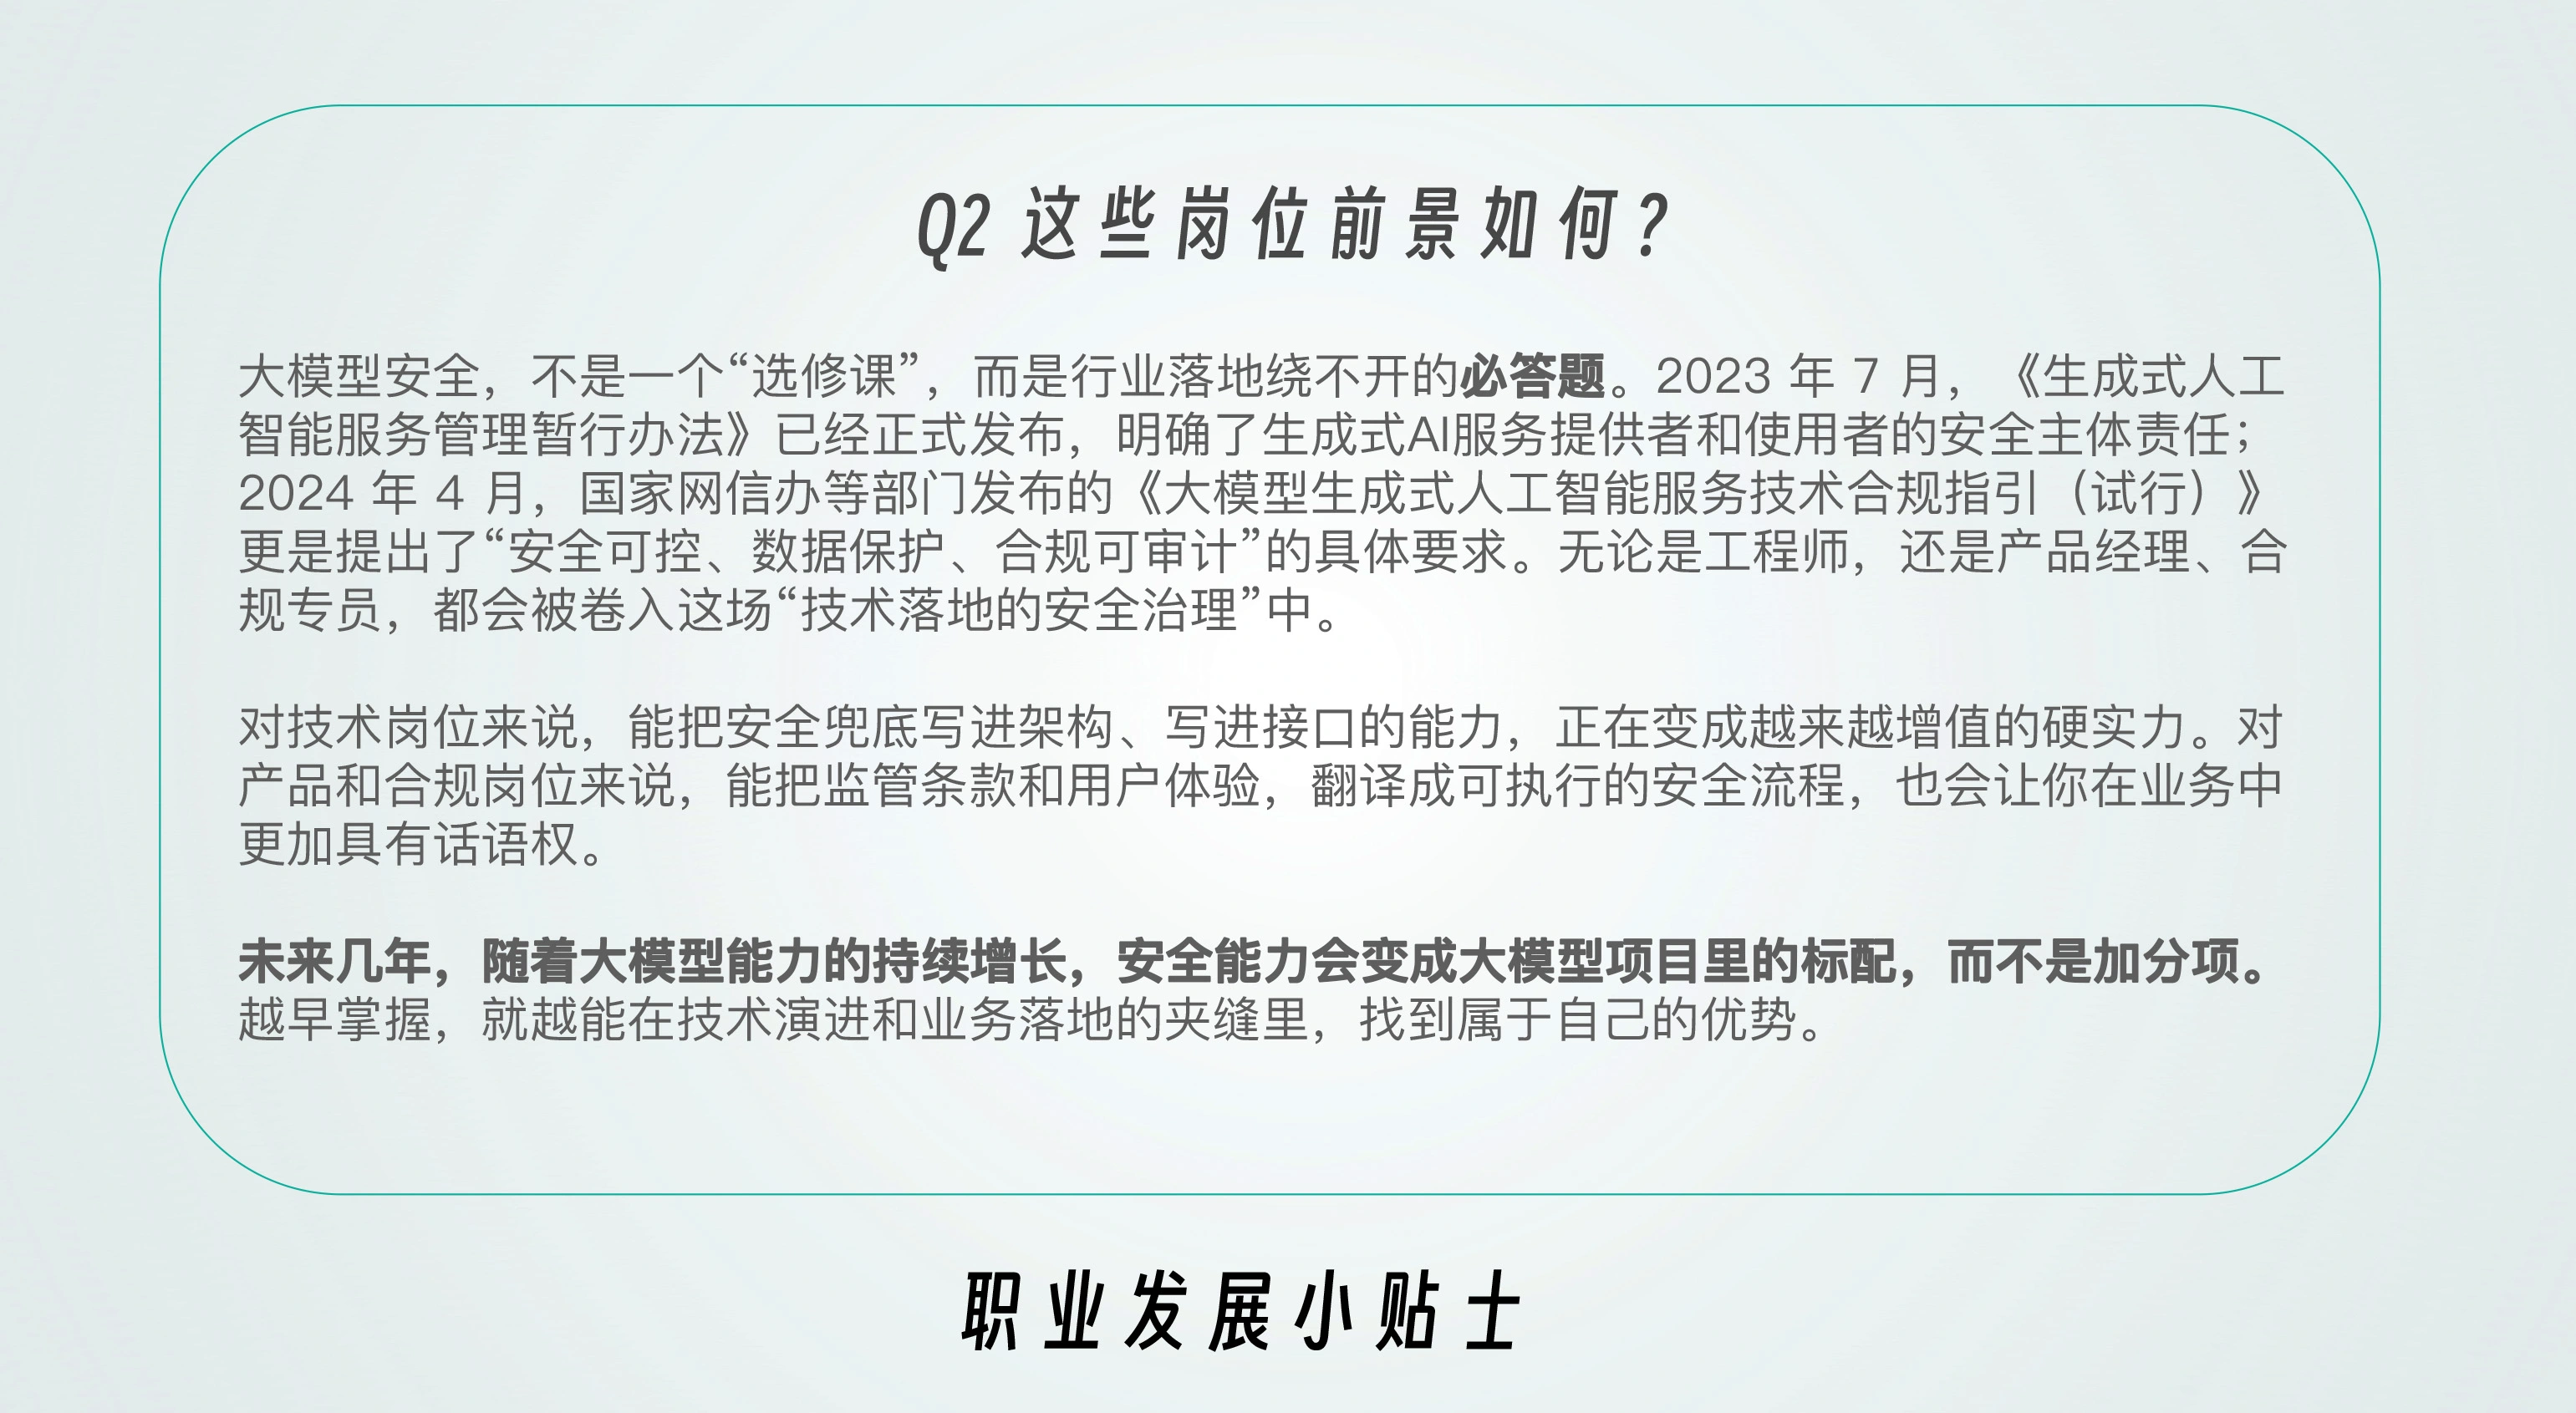 Q2 这些岗位前景如何？
大模型安全，不是一个“选修课”，而是行业落地绕不开的必答题。2023 年 7 月，《生成式人工
智能服务管理暂行办法》已经正式发布，明确了生成式AI服务提供者和使用者的安全主体责任；
2024 年 4 月，国家网信办等部门发布的《大模型生成式人工智能服务技术合规指引（试行）》
更是提出了“安全可控、数据保护、合规可审计”的具体要求。无论是工程师，还是产品经理、合
规专员，都会被卷入这场“技术落地的安全治理”中。
对技术岗位来说，能把安全兜底写进架构、写进接口的能力，正在变成越来越增值的硬实力。对
产品和合规岗位来说，能把监管条款和用户体验，翻译成可执行的安全流程，也会让你在业务中
更加具有话语权。
未来几年，随着大模型能力的持续增长，安全能力会变成大模型项目里的标配，而不是加分项。
越早掌握，就越能在技术演进和业务落地的夹缝里，找到属于自己的优势。
职业发展小贴士